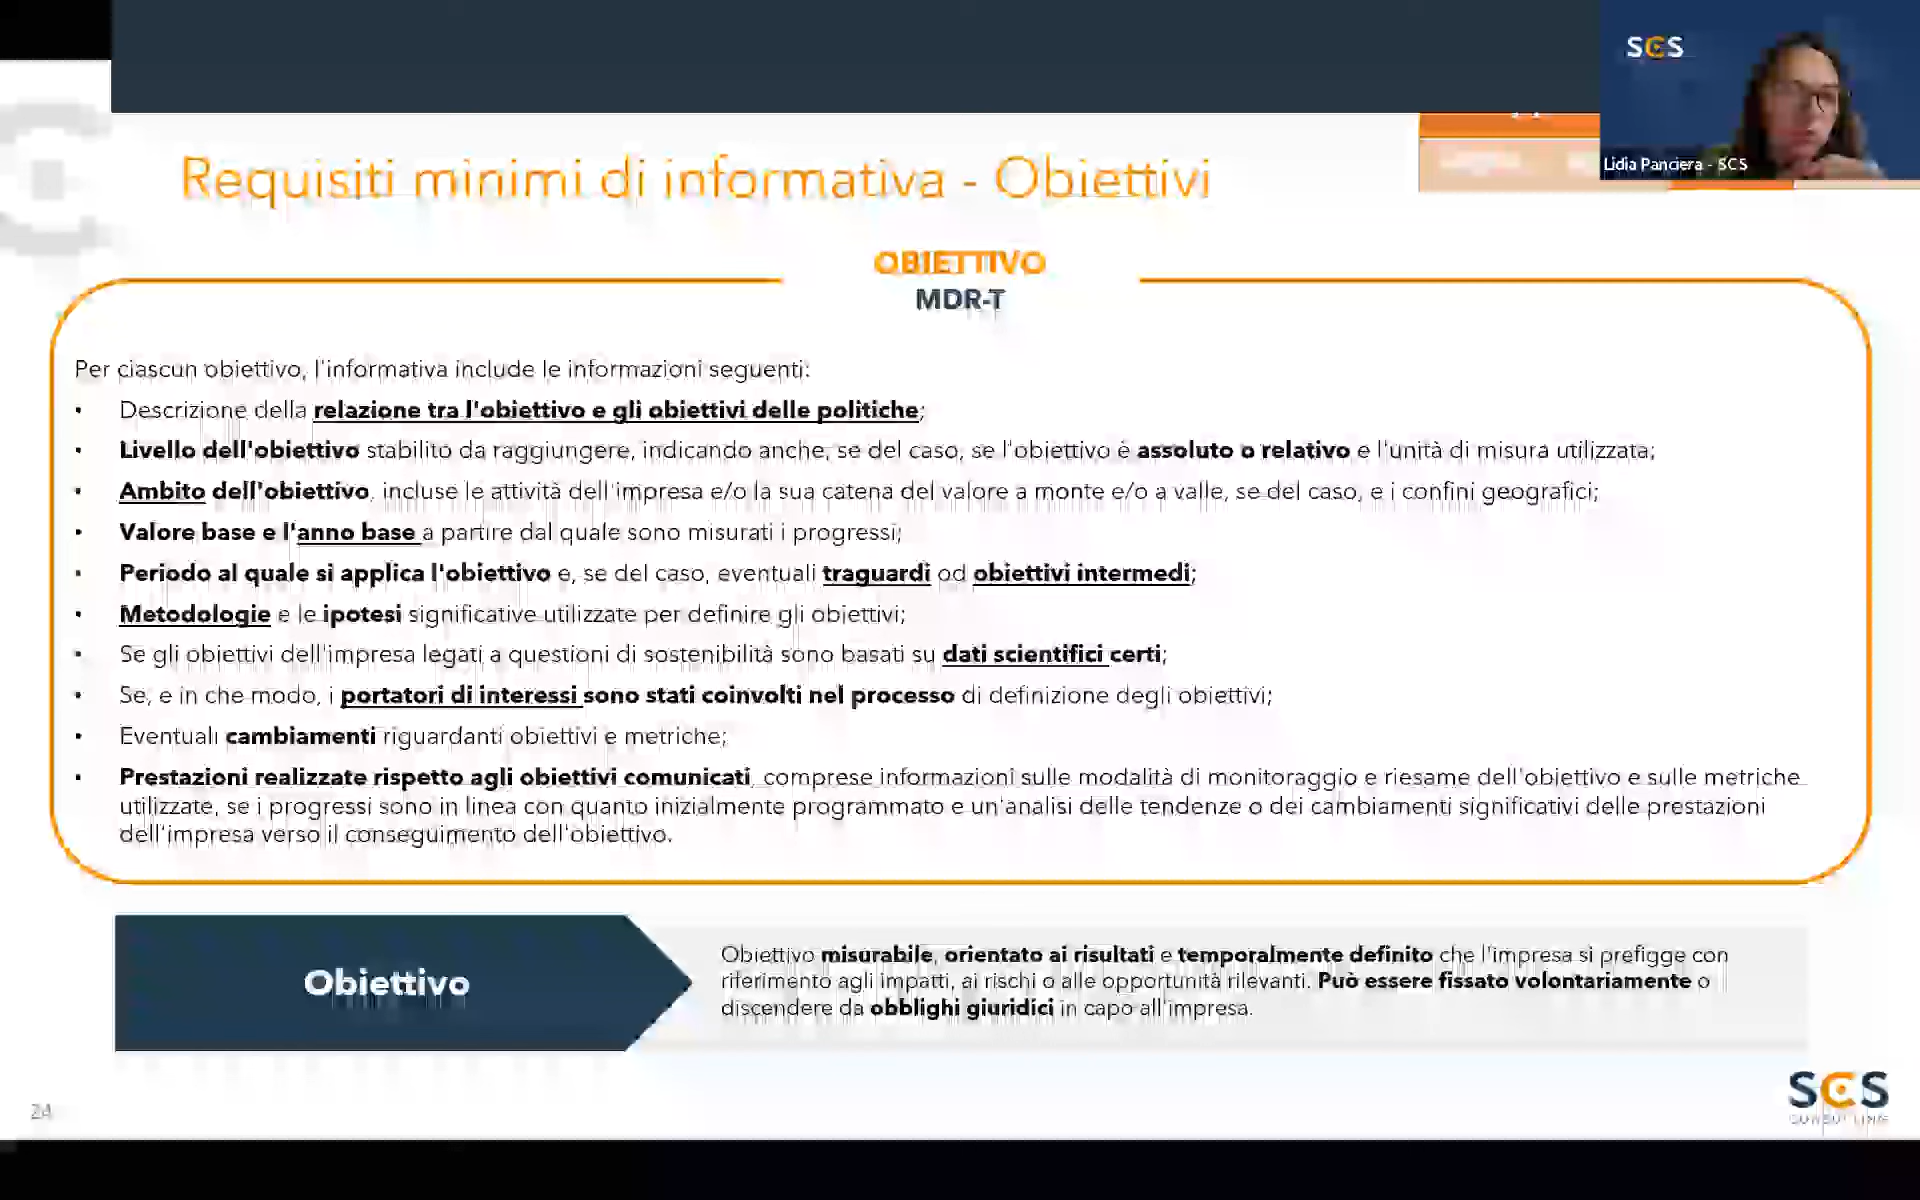 SCS
Lidia Panciera - SCS
Requisiti minimi di informativa - Obiettivi
OBIETTIVO
MDR-T
Per ciascun obiettivo, l'informativa include le informazioni seguenti:
• Descrizione della relazione tra l'obiettivo e gli obiettivi delle politiche;
• Livello dell'obiettivo stabilito da raggiungere, indicando anche, se del caso, se l'obiettivo è assoluto o relativo e l'unità di misura utilizzata;
• Ambito dell'obiettivo, incluse le attività dell'impresa e/o la sua catena del valore a monte e/o a valle, se del caso, e i confini geografici;
• Valore base e l'anno base a partire dal quale sono misurati i progressi;
• Periodo al quale si applica l'obiettivo e, se del caso, eventuali traguardi od obiettivi intermedi;
• Metodologie e le ipotesi significative utilizzate per definire gli obiettivi;
• Se gli obiettivi dell'impresa legati a questioni di sostenibilità sono basati su dati scientifici certi;
• Se, e in che modo, i portatori di interessi sono stati coinvolti nel processo di definizione degli obiettivi;
• Eventuali cambiamenti riguardanti obiettivi e metriche;
• Prestazioni realizzate rispetto agli obiettivi comunicati, comprese informazioni sulle modalità di monitoraggio e riesame dell'obiettivo e sulle metriche
utilizzate, se i progressi sono in linea con quanto inizialmente programmato e un'analisi delle tendenze o dei cambiamenti significativi delle prestazioni
dell'impresa verso il conseguimento dell'obiettivo.
Obiettivo
Obiettivo misurabile, orientato ai risultati e temporalmente definito che l'impresa si prefigge con
riferimento agli impatti, ai rischi o alle opportunità rilevanti. Può essere fissato volontariamente o
discendere da obblighi giuridici in capo all'impresa.
24
SCS
CONSULTING